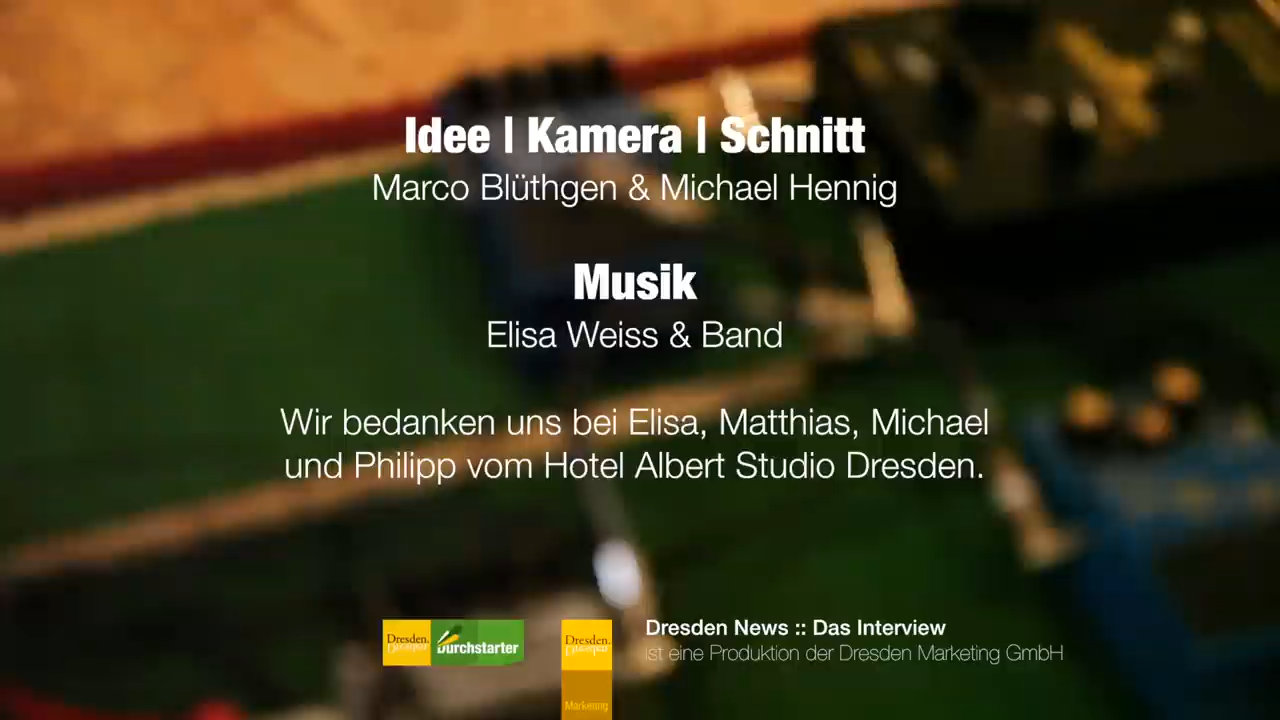 Idee | Kamera | Schnitt
Marco Blüthgen & Michael Hennig
Musik
Elisa Weiss & Band
Wir bedanken uns bei Elisa, Matthias, Michael
und Philipp vom Hotel Albert Studio Dresden.
Dresden.
Durchstarter
Dresden.
Marketing
Dresden News :: Das Interview
ist eine Produktion der Dresden Marketing GmbH